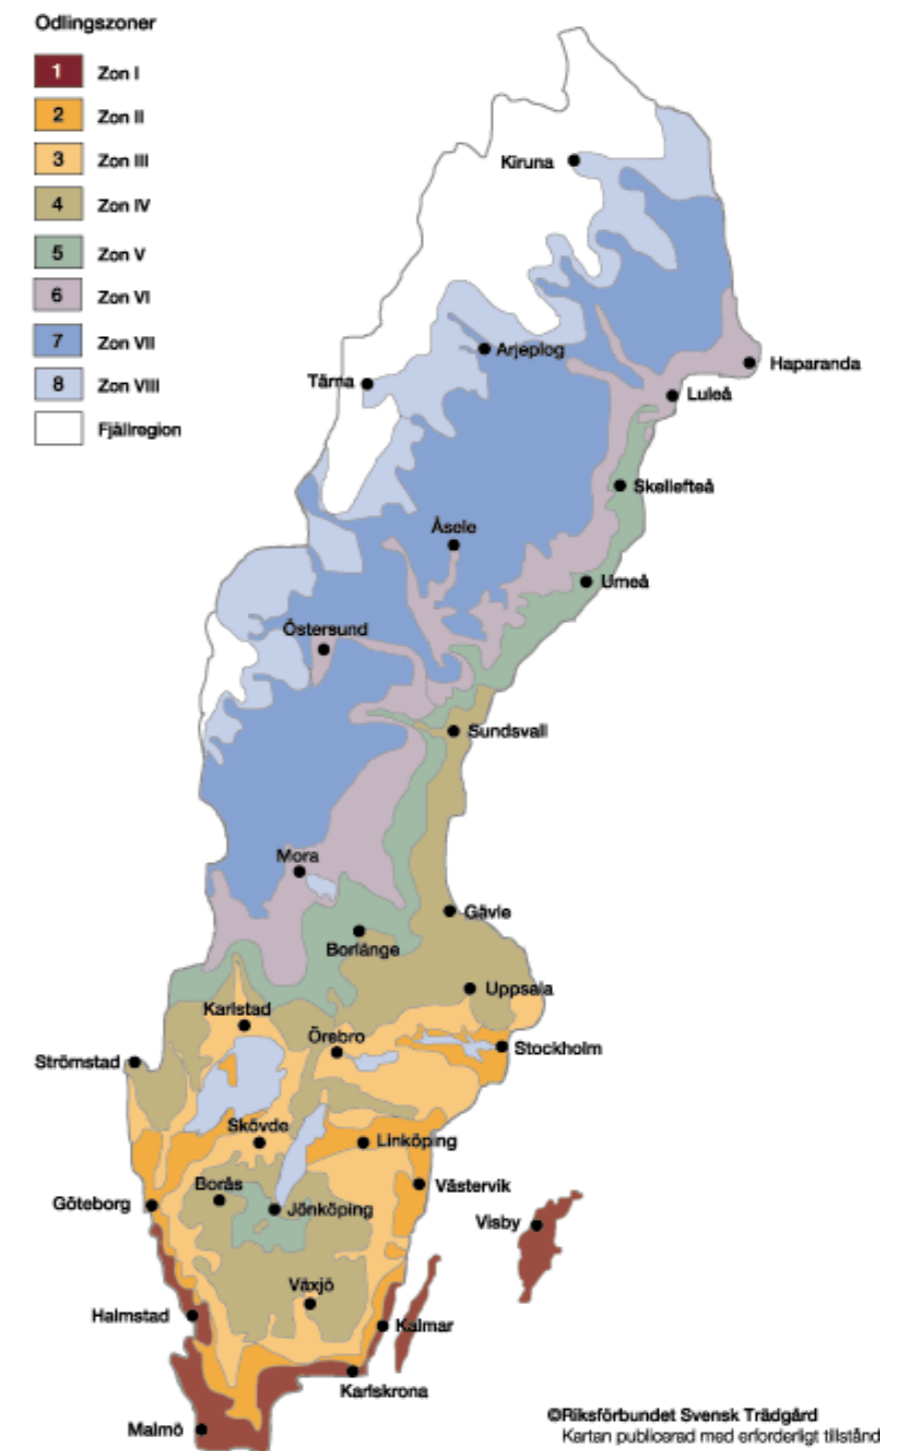 Odlingszoner
1 Zon I
2 Zon II
3 Zon III
4 Zon IV
5 Zon V
6 Zon VI
7 Zon VII
8 Zon VIII
Fjällregion
Kiruna
Arjeplog
Haparanda
Tärna
Luleå
Skellefteå
Åsele
Umeå
Östersund
Sundsvall
Mora
Gävle
Borlänge
Uppsala
Karlstad
Örebro
Stockholm
Strömstad
Skövde
Linköping
Borås
Västervik
Göteborg
Jönköping
Visby
Växjö
Halmstad
Kalmar
Karlskrona
Malmö
©Riksförbundet Svensk Trädgård
Kartan publicerad med erforderligt tillstånd